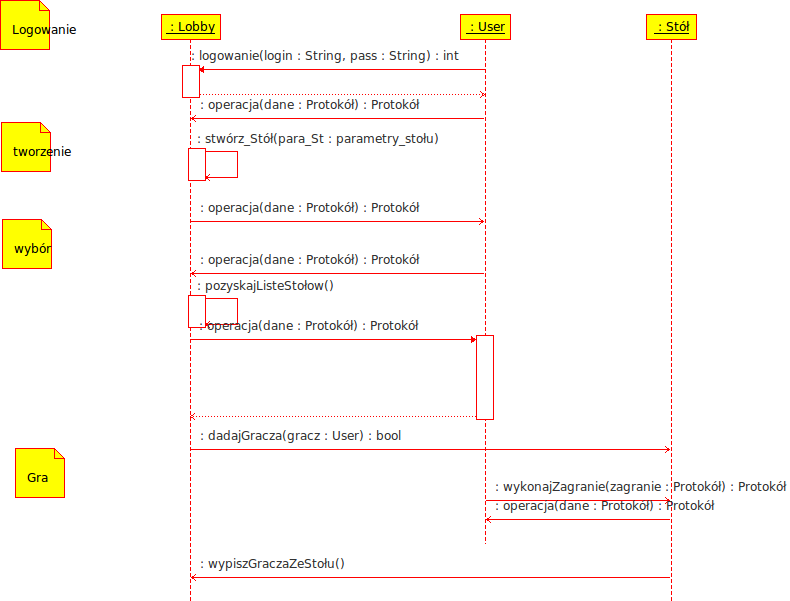 Logowanie
: Lobby
: User
: Stół
: logowanie(login : String, pass : String) : int
: operacja(dane : Protokół) : Protokół
tworzenie
: stwórz_Stół(para_St : parametry_stołu)
: operacja(dane : Protokół) : Protokół
wybór
: operacja(dane : Protokół) : Protokół
: pozyskajListeStołow()
: operacja(dane : Protokół) : Protokół
: dadajGracza(gracz : User) : bool
Gra
: wykonajZagranie(zagranie : Protokół) : Protokół
: operacja(dane : Protokół) : Protokół
: wypiszGraczaZeStołu()